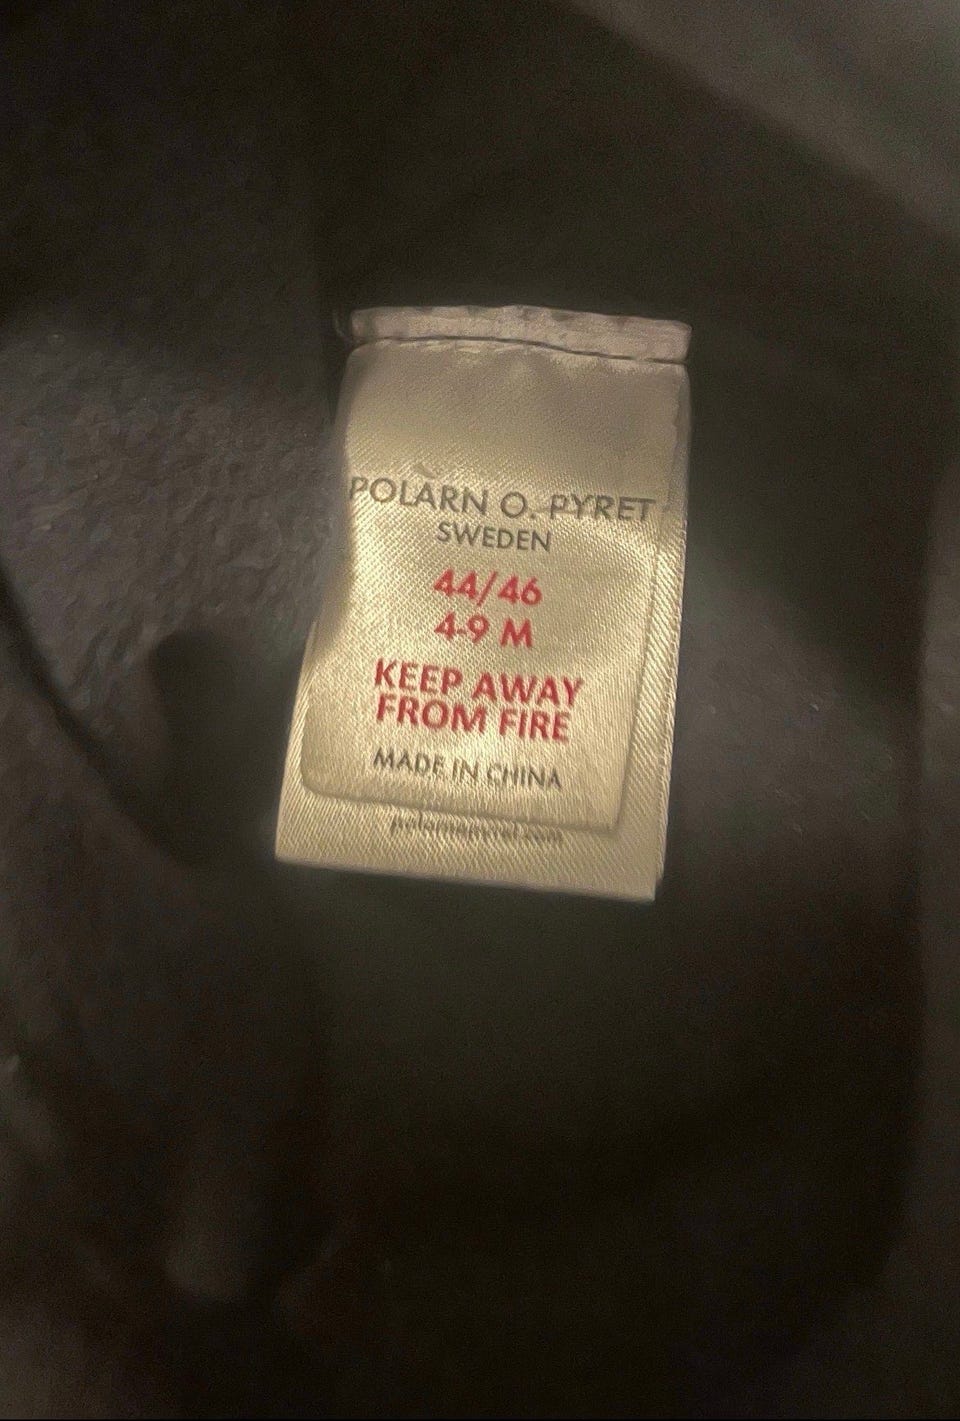 POLARN O. PYRET
SWEDEN
44/46
4-9 M
KEEP AWAY
FROM FIRE
MADE IN CHINA